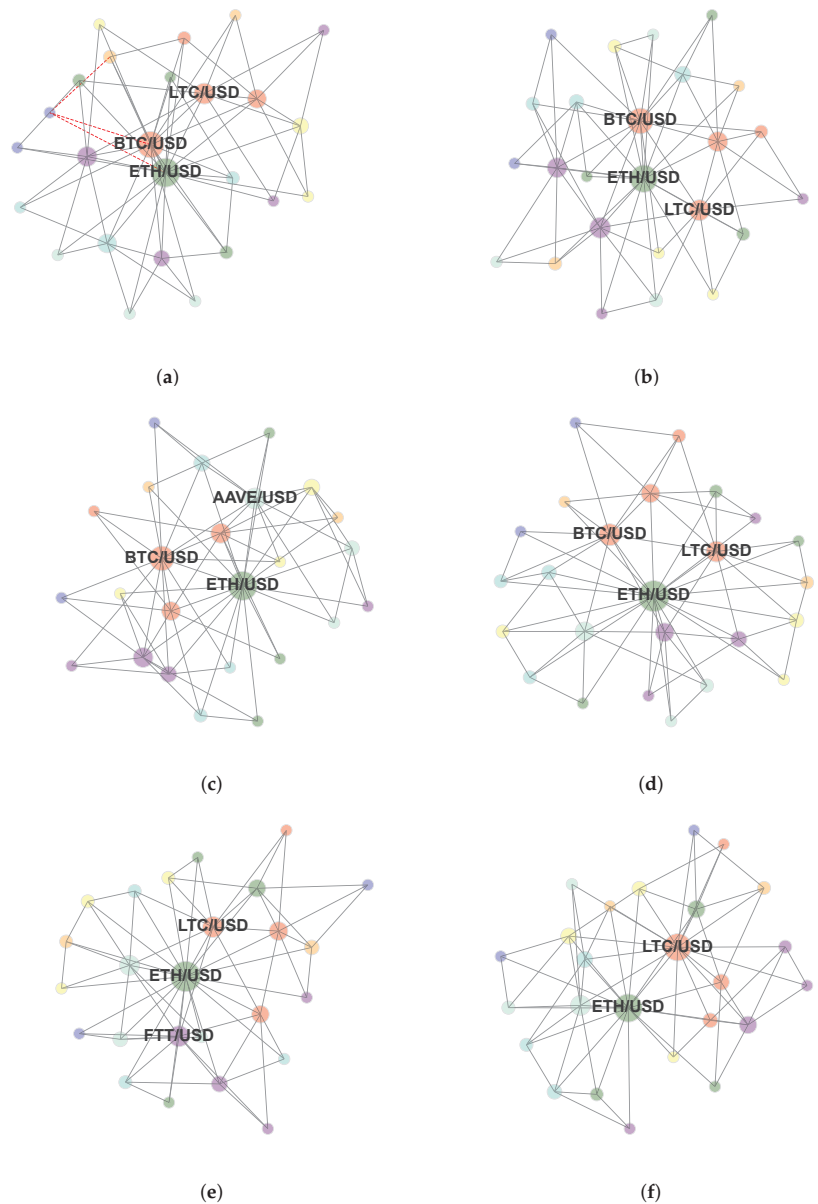 LTC/USD
BTC/USD
ETH/USD
(a)
BTC/USD
ETH/USD
LTC/USD
(b)
AAVE/USD
BTC/USD
ETH/USD
(c)
BTC/USD
LTC/USD
ETH/USD
(d)
LTC/USD
ETH/USD
FTT/USD
(e)
LTC/USD
ETH/USD
(f)